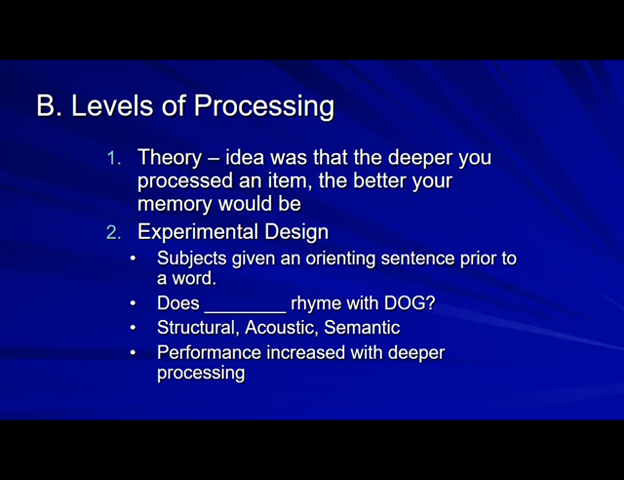 B. Levels of Processing
1. Theory – idea was that the deeper you
processed an item, the better your
memory would be
2. Experimental Design
• Subjects given an orienting sentence prior to
a word.
• Does ________ rhyme with DOG?
• Structural, Acoustic, Semantic
• Performance increased with deeper
processing